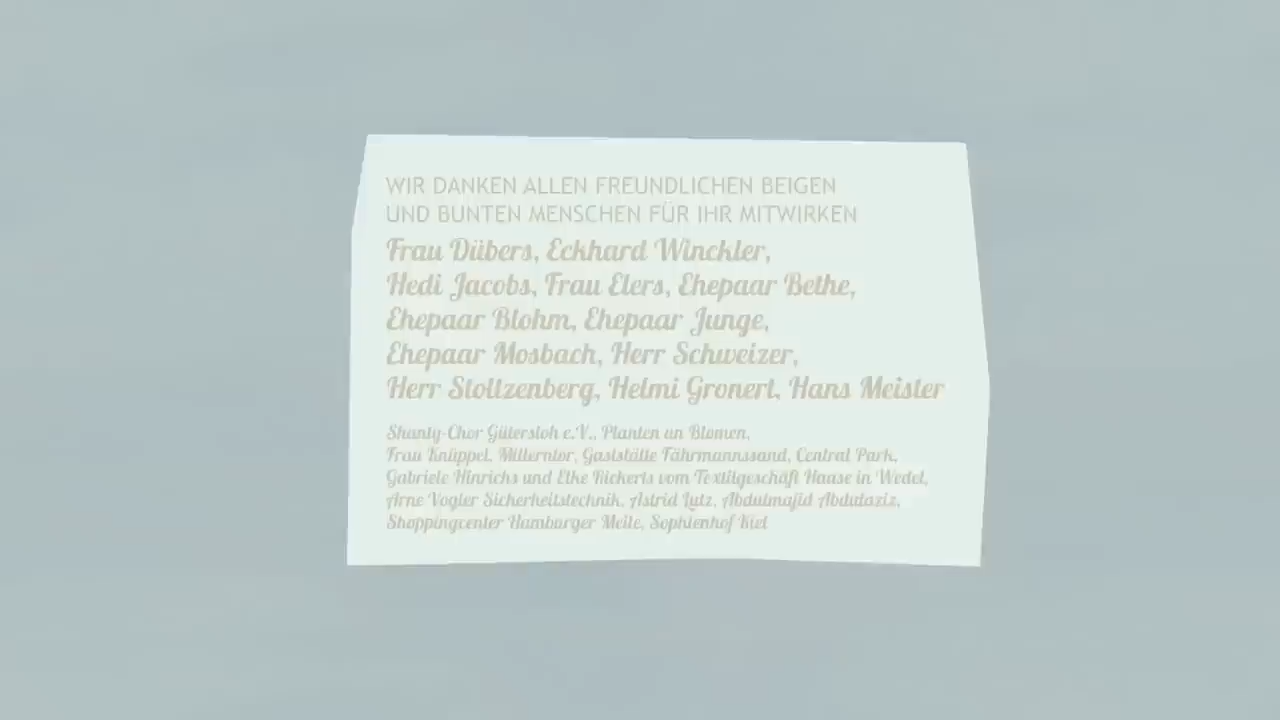 WIR DANKEN ALLEN FREUNDLICHEN BEIGEN
UND BUNTEN MENSCHEN FÜR IHR MITWIRKEN
Frau Dübers, Eckhard Winckler,
Hedi Jacobs, Frau Elers, Ehepaar Bethe,
Ehepaar Blohm, Ehepaar Junge,
Ehepaar Mosbach, Herr Schweizer,
Herr Stoltzenberg, Helmi Gronert, Hans Meister
Shanty-Chor Gütersloh e.V., Planten un Blomen,
Frau Knüppel, Millerntor, Gaststätte Fährmannssand, Central Park,
Gabriele Hinrichs und Elke Rickerts vom Textilgeschäft Haase in Wedel,
Arne Vogler Sicherheitstechnik, Astrid Lutz, Abdulmajid Abdulaziz,
Shoppingcenter Hamburger Meile, Sophienhof Kiel